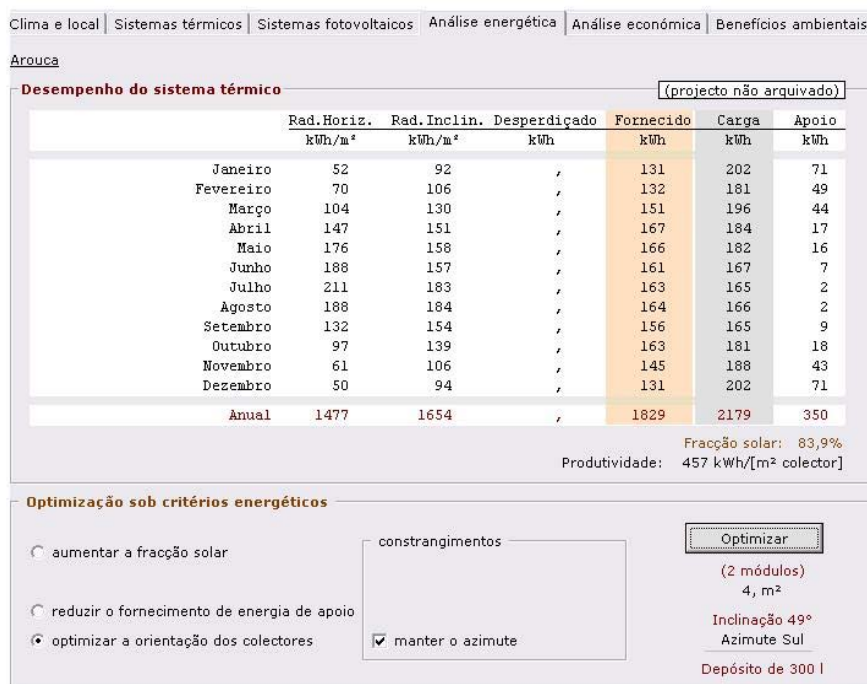 Clima e local Sistemas térmicos Sistemas fotovoltaicos Análise energética Análise económica Benefícios ambientais
Arouca
Desempenho do sistema térmico (projecto não arquivado)
Rad.Horiz. Rad.Inclin. Desperdiçado Fornecido Carga Apoio
kWh/m² kWh/m² kWh kWh kWh kWh
Janeiro 52 92 , 131 202 71
Fevereiro 70 106 , 132 181 49
Março 104 130 , 151 196 44
Abril 147 151 , 167 184 17
Maio 176 158 , 166 182 16
Junho 188 157 , 161 167 7
Julho 211 183 , 163 165 2
Agosto 188 184 , 164 166 2
Setembro 132 154 , 156 165 9
Outubro 97 139 , 163 181 18
Novembro 61 106 , 145 188 43
Dezembro 50 94 , 131 202 71
Anual 1477 1654 , 1829 2179 350
Fracção solar: 83,9%
Produtividade: 457 kWh/[m² colector]
Optimização sob critérios energéticos
aumentar a fracção solar
reduzir o fornecimento de energia de apoio
optimizar a orientação dos colectores
constrangimentos
manter o azimute
Optimizar
(2 módulos)
4, m²
Inclinação 49°
Azimute Sul
Depósito de 300 l